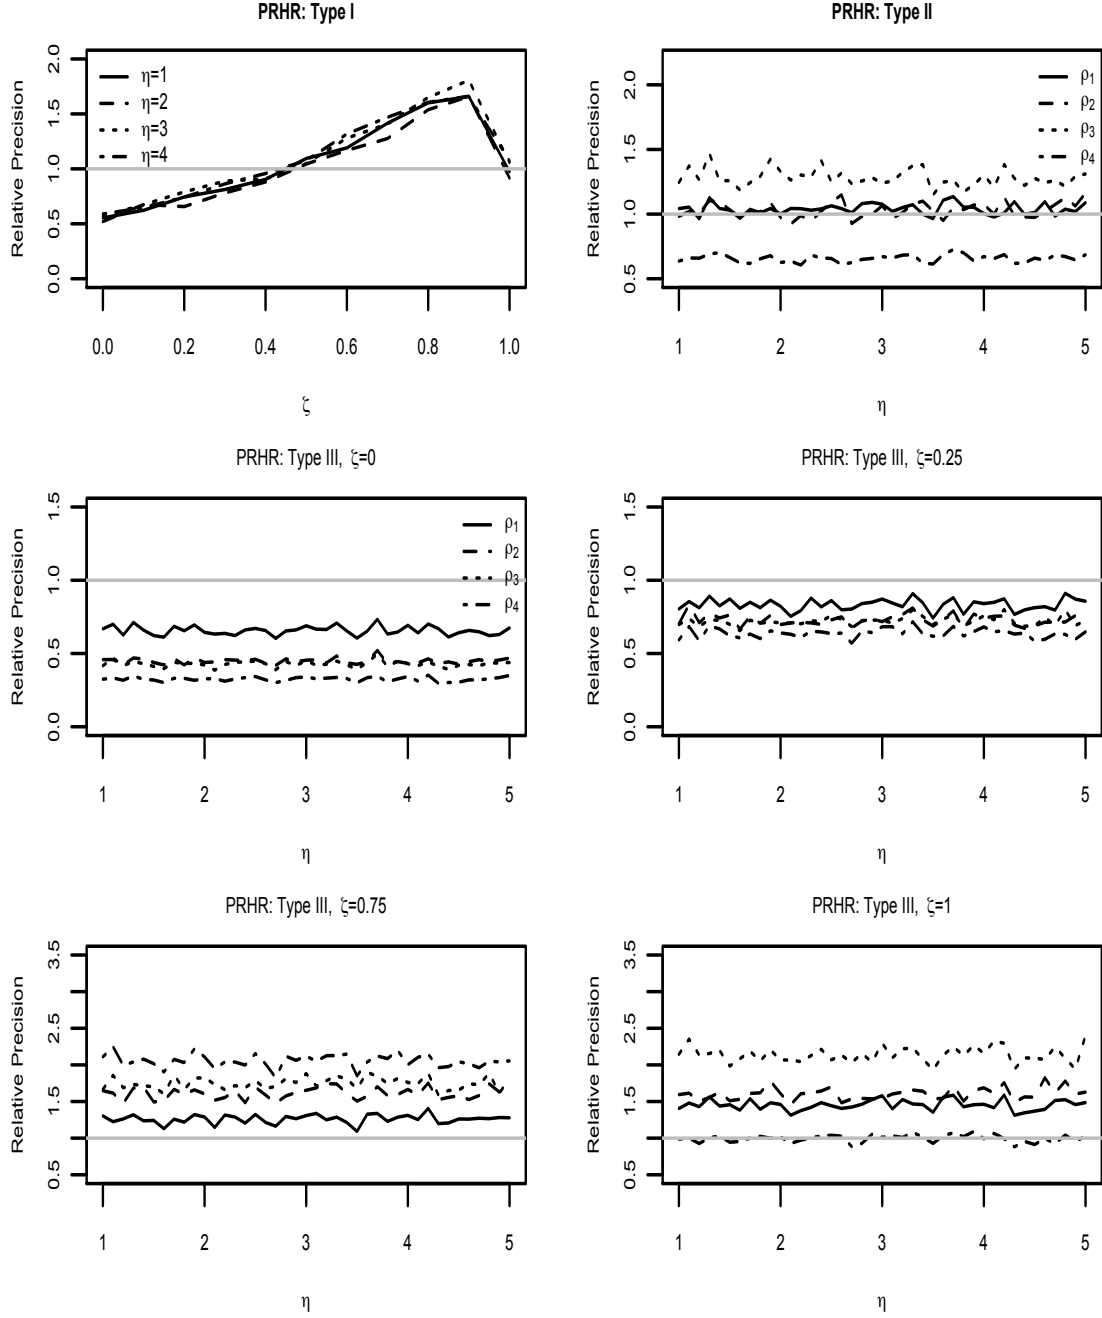 PRHR: Type I
Relative Precision
2.0
1.5
1.0
0.5
0.0
η=1
η=2
η=3
η=4
0.0 0.2 0.4 0.6 0.8 1.0
ζ
PRHR: Type II
Relative Precision
2.0
1.5
1.0
0.5
ρ1
ρ2
ρ3
ρ4
1 2 3 4 5
η
PRHR: Type III, ζ=0
Relative Precision
1.5
1.0
0.5
0.0
ρ1
ρ2
ρ3
ρ4
1 2 3 4 5
η
PRHR: Type III, ζ=0.25
Relative Precision
1.5
1.0
0.5
0.0
1 2 3 4 5
η
PRHR: Type III, ζ=0.75
Relative Precision
3.5
2.5
1.5
0.5
1 2 3 4 5
η
PRHR: Type III, ζ=1
Relative Precision
3.5
2.5
1.5
0.5
1 2 3 4 5
η